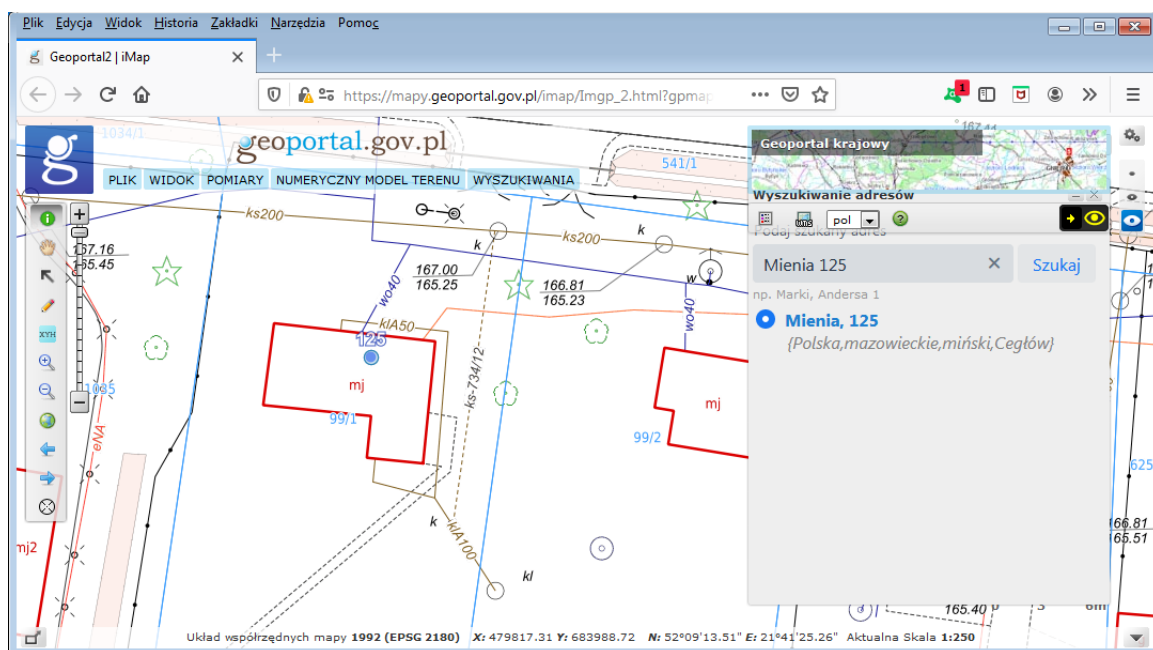 Plik Edycja Widok Historia Zakładki Narzędzia Pomoc
Geoportal2 | iMap
https://mapy.geoportal.gov.pl/imap/Imgp_2.html?gpmap
1
1034/1
geoportal.gov.pl
541/1
167.44
Geoportal krajowy
PLIK WIDOK POMIARY NUMERYCZNY MODEL TERENU WYSZUKIWANIA
Wyszukiwanie adresów
wms pol
Podaj szukany adres
ks200
ks200
k
k
167.16
165.45
167.00
165.25
166.81
165.23
w
Mienia 125
Szukaj
np. Marki, Andersa 1
Mienia, 125
{Polska,mazowieckie,miński,Cegłów}
wo40
wo40
XYH
klA50
125
ks-734/12
mj
mj
1035
99/1
99/2
eNA
625
k
klA100
166.81
165.51
mj2
kl
165.40
6m
Układ współrzędnych mapy 1992 (EPSG 2180) X: 479817.31 Y: 683988.72 N: 52°09'13.51" E: 21°41'25.26" Aktualna Skala 1:250